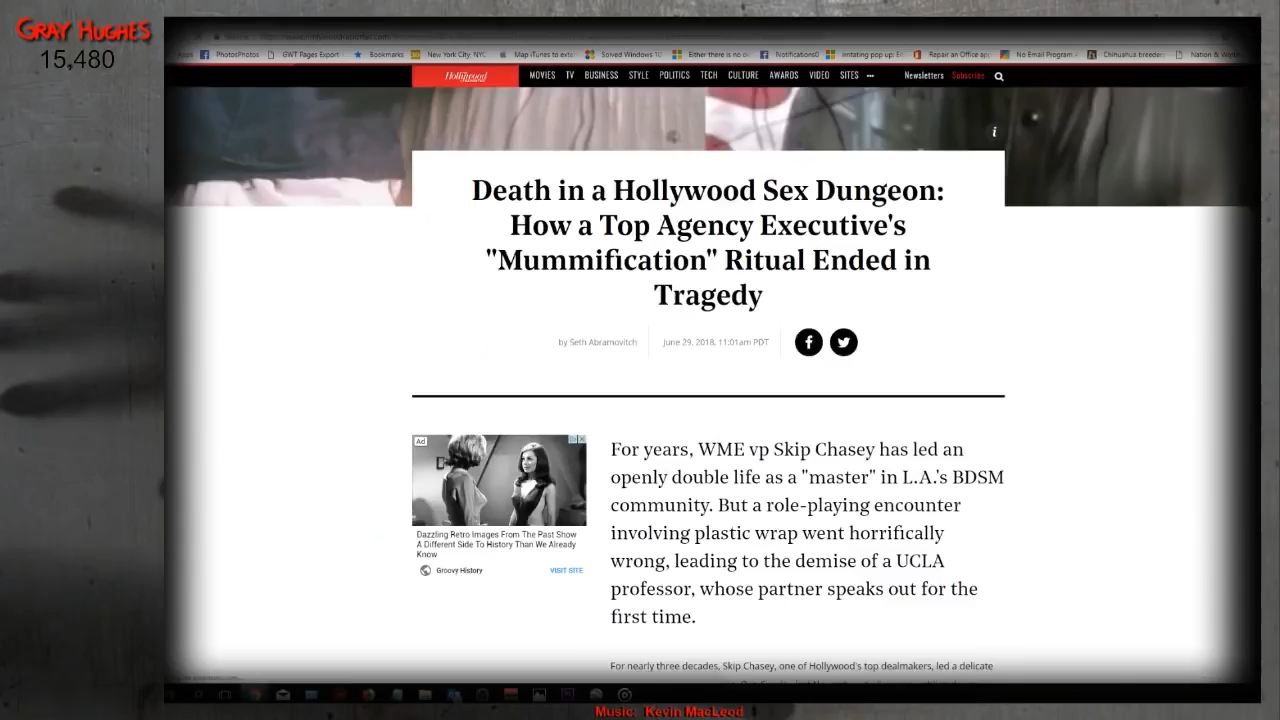 Gray Hughes
15,480
PhotosPhotos GWT Pages Export Bookmarks New York City, NYC Map iTunes to exte Solved Windows 10 Either there is no Notifications Irritating pop up: E Repair an Office app No Email Program Chihuahua breeder Nation & World
Hollywood MOVIES TV BUSINESS STYLE POLITICS TECH CULTURE AWARDS VIDEO SITES ••• Newsletters Subscribe
i
Death in a Hollywood Sex Dungeon:
How a Top Agency Executive's
"Mummification" Ritual Ended in
Tragedy
by Seth Abramovitch June 29, 2018, 11:01am PDT
Ad
For years, WME vp Skip Chasey has led an
openly double life as a "master" in L.A.'s BDSM
community. But a role-playing encounter
involving plastic wrap went horrifically
wrong, leading to the demise of a UCLA
professor, whose partner speaks out for the
first time.
Dazzling Retro Images From The Past Show
A Different Side To History Than We Already
Know
Groovy History VISIT SITE
For nearly three decades, Skip Chasey, one of Hollywood's top dealmakers, led a delicate
Music: Kevin MacLeod